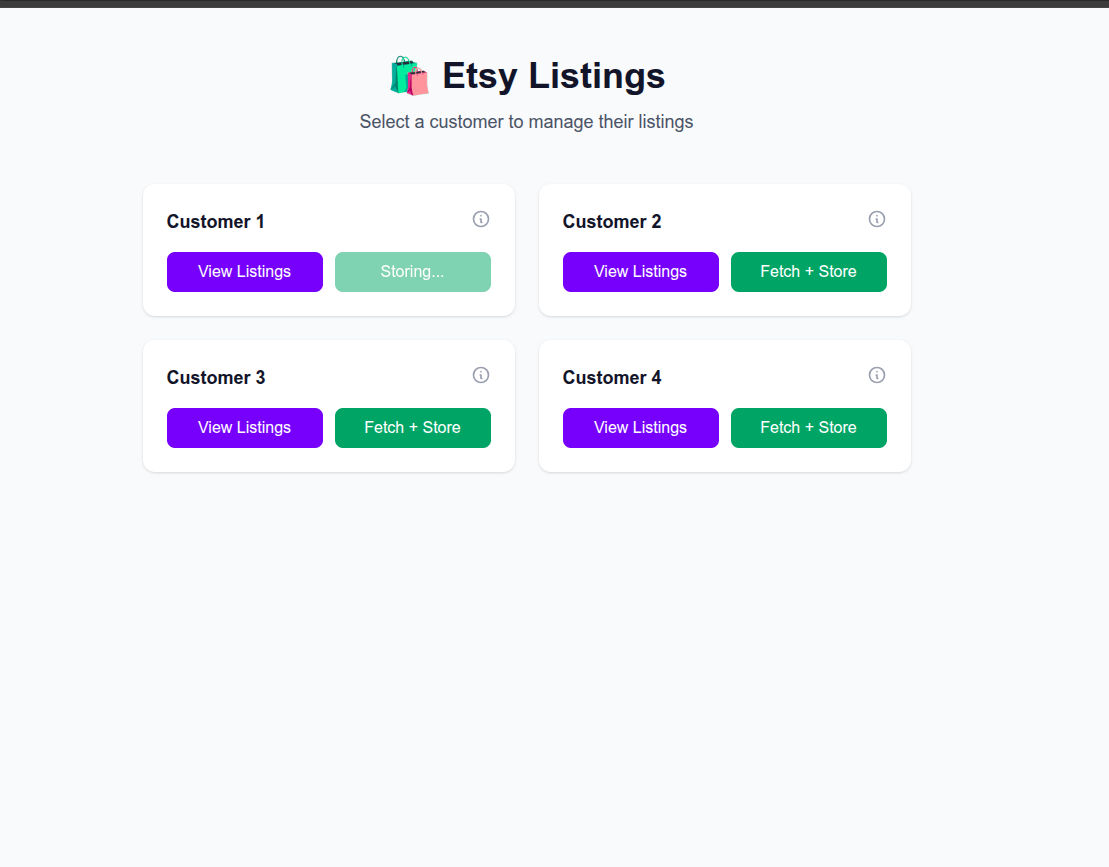 🛍️ Etsy Listings
Select a customer to manage their listings
Customer 1
View Listings
Storing...
Customer 2
View Listings
Fetch + Store
Customer 3
View Listings
Fetch + Store
Customer 4
View Listings
Fetch + Store